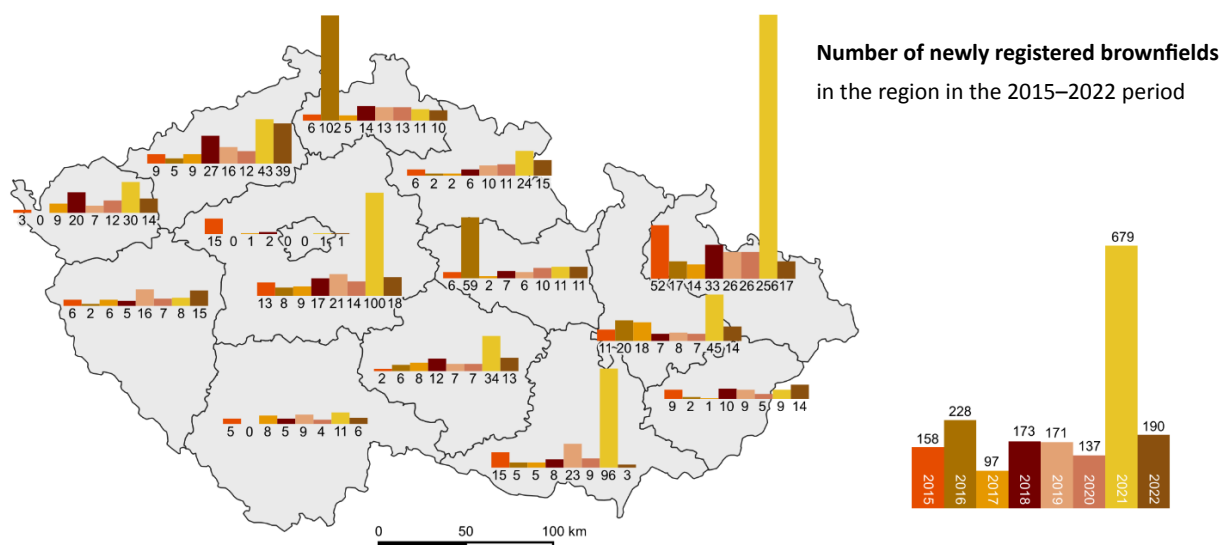 Number of newly registered brownfields
in the region in the 2015–2022 period
6 102 5 14 13 13 11 10
9 5 9 27 16 12 43 39
6 2 2 6 10 11 24 15
3 0 9 20 7 12 30 14
15 0 1 2 0 0 1 1
52 17 14 33 26 26 256 17
6 59 2 7 6 10 11 11
13 8 9 17 21 14 100 18
6 2 6 5 16 7 8 15
11 20 18 7 8 7 45 14
2 6 8 12 7 7 34 13
9 2 1 10 9 5 9 14
5 0 8 5 9 4 11 6
15 5 5 8 23 9 96 3
158 228 97 173 171 137 679 190
2015 2016 2017 2018 2019 2020 2021 2022
0 50 100 km